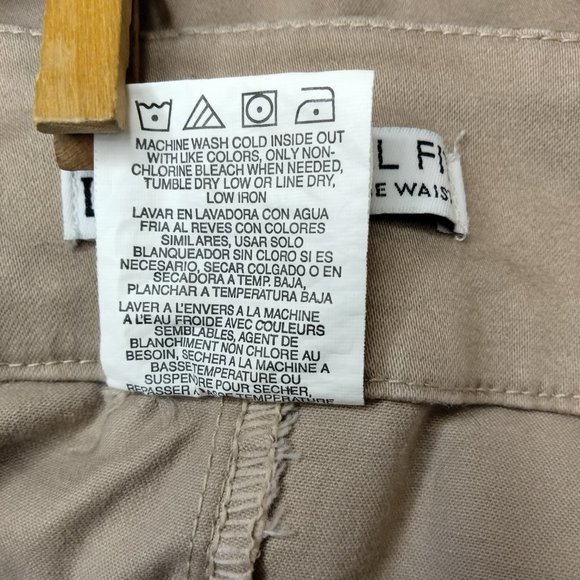 MACHINE WASH COLD INSIDE OUT
WITH LIKE COLORS, ONLY NON-
CHLORINE BLEACH WHEN NEEDED,
TUMBLE DRY LOW OR LINE DRY,
LOW IRON
LAVAR EN LAVADORA CON AGUA
FRIA AL REVES CON COLORES
SIMILARES, USAR SOLO
BLANQUEADOR SIN CLORO SI ES
NECESARIO, SECAR COLGADO O EN
SECADORA A TEMP. BAJA,
PLANCHAR A TEMPERATURA BAJA
LAVER A L'ENVERS A LA MACHINE
A L'EAU FROIDE AVEC COULEURS
SEMBLABLES, AGENT DE
BLANCHIMENT NON CHLORE AU
BESOIN, SECHER A LA MACHINE A
BASSETEMPERATURE OU
SUSPENDRE POUR SECHER,
REPASSER A BASSE TEMPERATURE
L FI
E WAIS